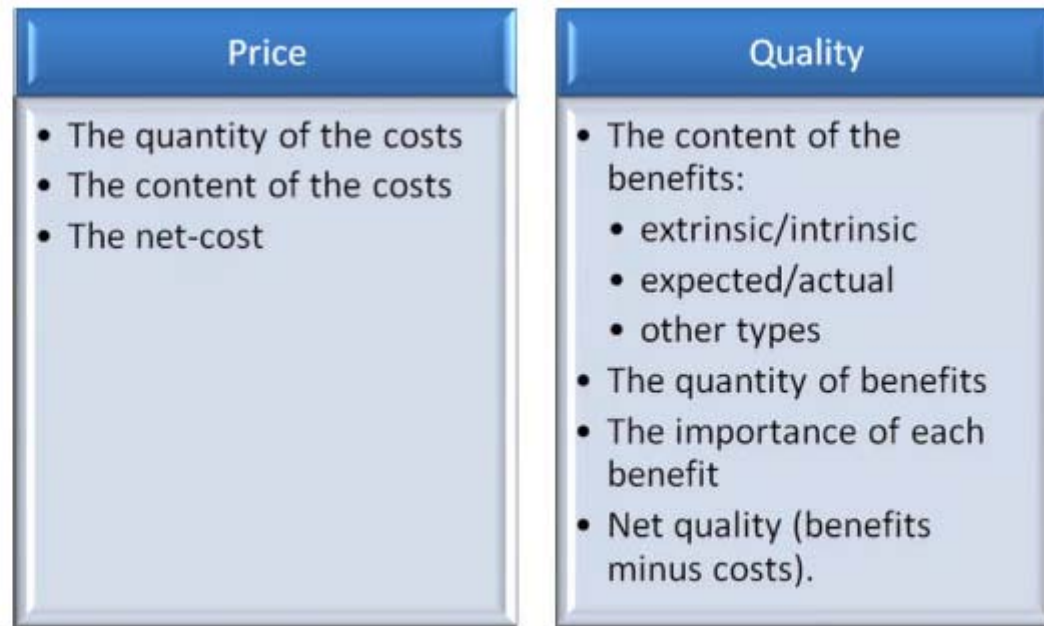 Price
• The quantity of the costs
• The content of the costs
• The net-cost
Quality
• The content of the
benefits:
• extrinsic/intrinsic
• expected/actual
• other types
• The quantity of benefits
• The importance of each
benefit
• Net quality (benefits
minus costs).